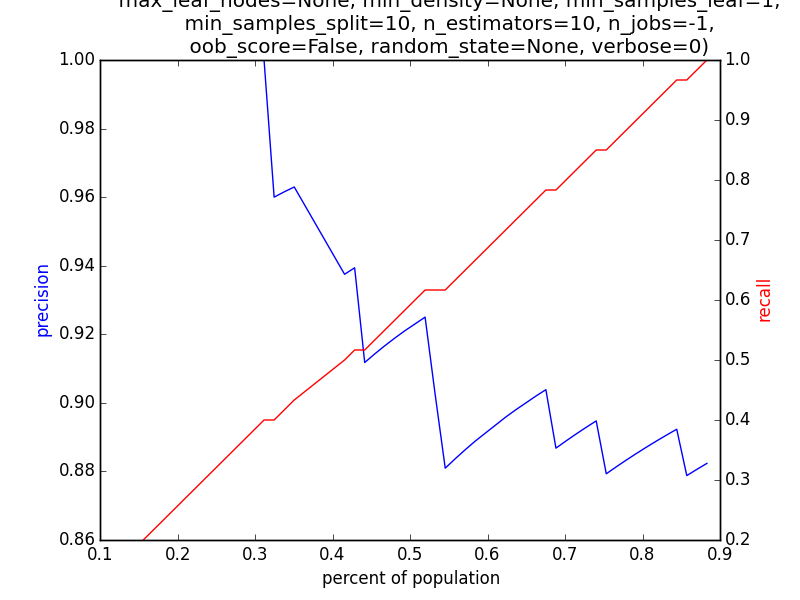 max_leaf_nodes=None, min_density=None, min_samples_leaf=1,
min_samples_split=10, n_estimators=10, n_jobs=-1,
oob_score=False, random_state=None, verbose=0)
1.00
0.98
0.96
0.94
0.92
0.90
0.88
0.86
precision
1.0
0.9
0.8
0.7
0.6
0.5
0.4
0.3
0.2
recall
0.1 0.2 0.3 0.4 0.5 0.6 0.7 0.8 0.9
percent of population